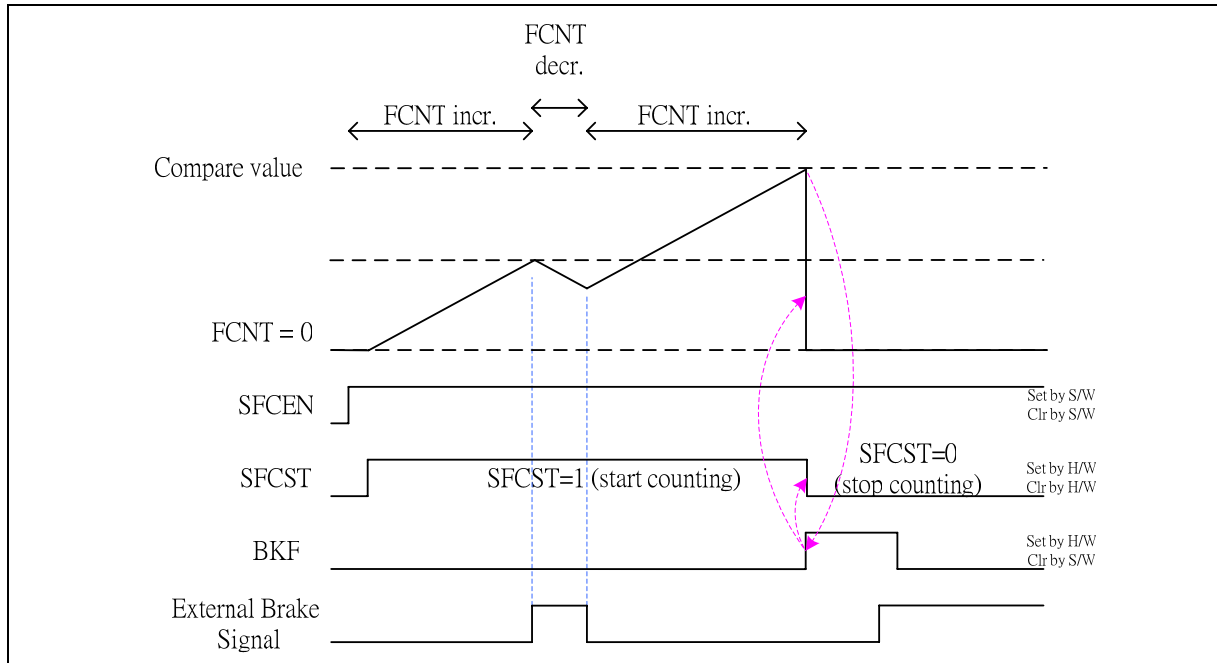 FCNT
decr.
FCNT incr.
FCNT incr.
Compare value
FCNT = 0
SFCEN
Set by S/W
Clr by S/W
SFCST
SFCST=1 (start counting)
SFCST=0
(stop counting)
Set by H/W
Clr by H/W
BKF
Set by H/W
Clr by S/W
External Brake
Signal